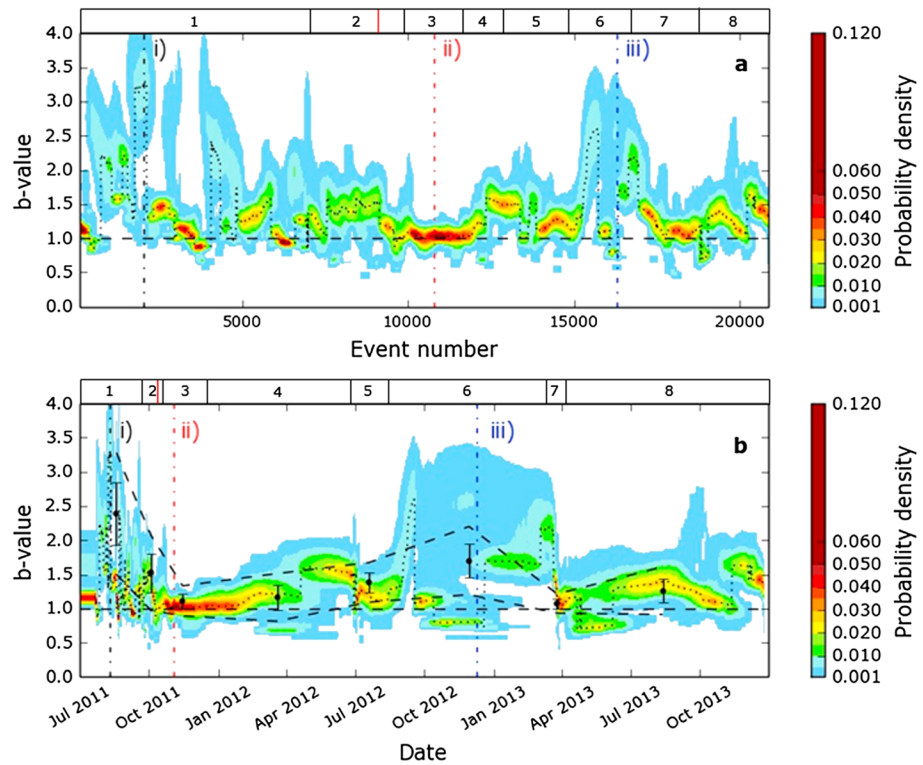 1 2 3 4 5 6 7 8
4.0
3.5
3.0
2.5
2.0
1.5
1.0
0.5
0.0
b-value
i) ii) iii)
a
5000 10000 15000 20000
Event number
0.120
0.060
0.050
0.040
0.030
0.020
0.010
0.001
Probability density
1 2 3 4 5 6 7 8
4.0
3.5
3.0
2.5
2.0
1.5
1.0
0.5
0.0
b-value
i) ii) iii)
b
Jul 2011 Oct 2011 Jan 2012 Apr 2012 Jul 2012 Oct 2012 Jan 2013 Apr 2013 Jul 2013 Oct 2013
Date
0.120
0.060
0.050
0.040
0.030
0.020
0.010
0.001
Probability density